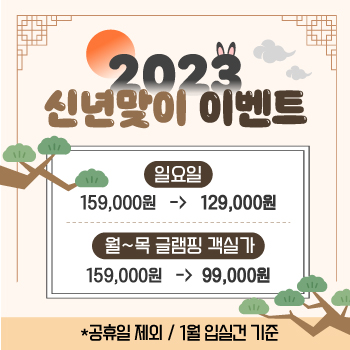 2023
신년맞이 이벤트
일요일
159,000원 -> 129,000원
월~목 글램핑 객실가
159,000원 -> 99,000원
*공휴일 제외 / 1월 입실건 기준